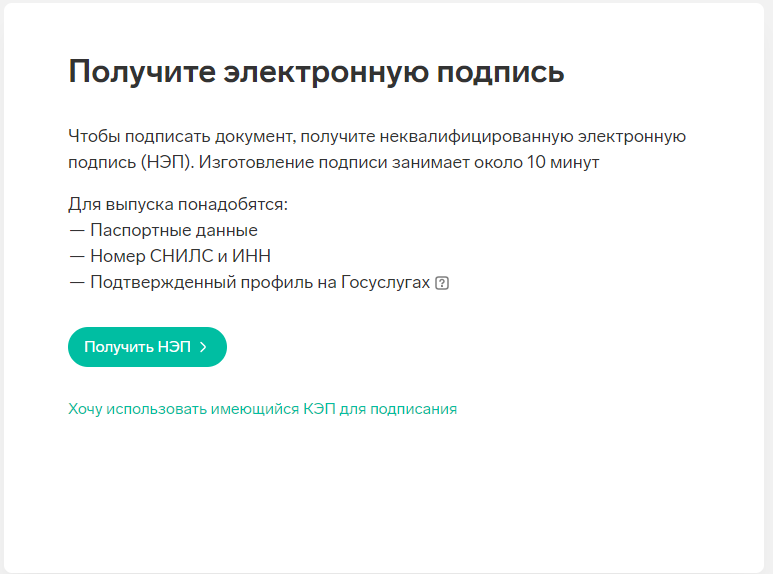 Получите электронную подпись
Чтобы подписать документ, получите неквалифицированную электронную
подпись (НЭП). Изготовление подписи занимает около 10 минут
Для выпуска понадобятся:
— Паспортные данные
— Номер СНИЛС и ИНН
— Подтвержденный профиль на Госуслугах ?
Получить НЭП >
Хочу использовать имеющийся КЭП для подписания